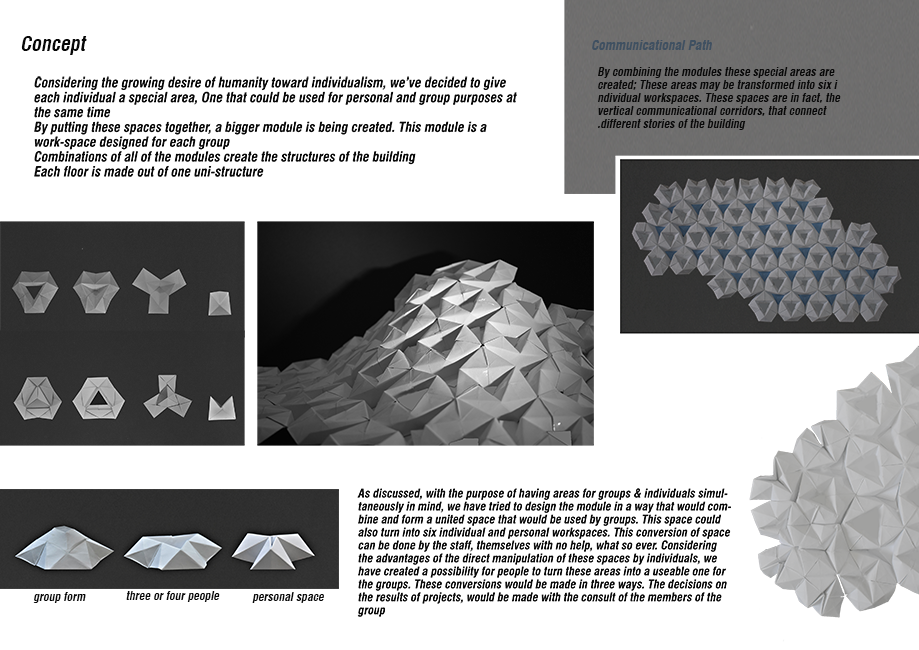 Concept
Considering the growing desire of humanity toward individualism, we've decided to give
each individual a special area, One that could be used for personal and group purposes at
the same time
By putting these spaces together, a bigger module is being created. This module is a
work-space designed for each group
Combinations of all of the modules create the structures of the building
Each floor is made out of one uni-structure
Communicational Path
By combining the modules these special areas are
created; These areas may be transformed into six i
ndividual workspaces. These spaces are in fact, the
vertical communicational corridors, that connect
.different stories of the building
group form
three or four people
personal space
As discussed, with the purpose of having areas for groups & individuals simul-
taneously in mind, we have tried to design the module in a way that would com-
bine and form a united space that would be used by groups. This space could
also turn into six individual and personal workspaces. This conversion of space
can be done by the staff, themselves with no help, what so ever. Considering
the advantages of the direct manipulation of these spaces by individuals, we
have created a possibility for people to turn these areas into a useable one for
the groups. These conversions would be made in three ways. The decisions on
the results of projects, would be made with the consult of the members of the
group